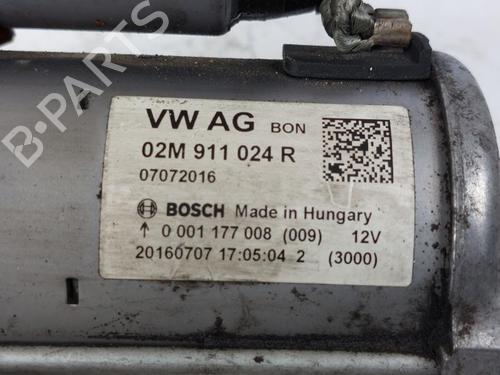 VW AG BON
02M 911 024 R
07072016
BOSCH Made in Hungary
↑ 0 001 177 008 (009) 12V
20160707 17:05:04 2 (3000)
B-Parts